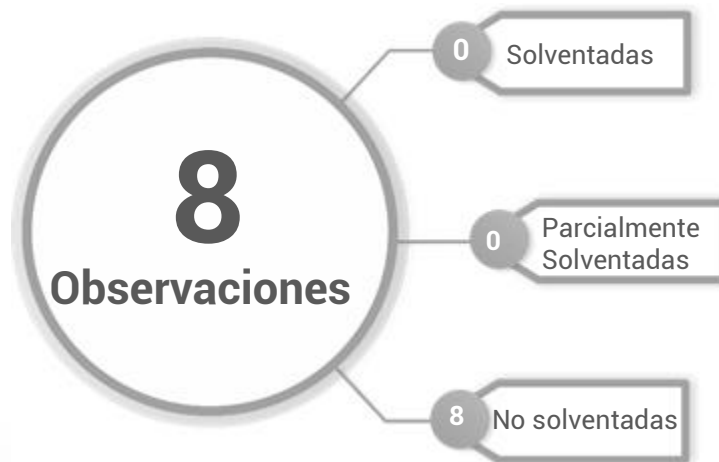 8
Observaciones
0
Solventadas
0
Parcialmente
Solventadas
8
No solventadas